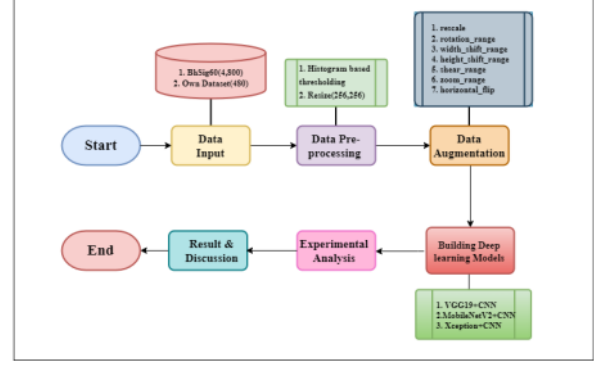 1. BhSig60(4,800)
2. Own Dataset(480)
1. Histogram based
thresholding
2. Resize(256,256)
1. rescale
2. rotation_range
3. width_shift_range
4. height_shift_range
5. shear_range
6. zoom_range
7. horizontal_flip
Start
Data
Input
Data Pre-
processing
Data
Augmentation
End
Result &
Discussion
Experimental
Analysis
Building Deep
learning Models
1. VGG19+CNN
2.MobileNetV2+CNN
3. Xception+CNN